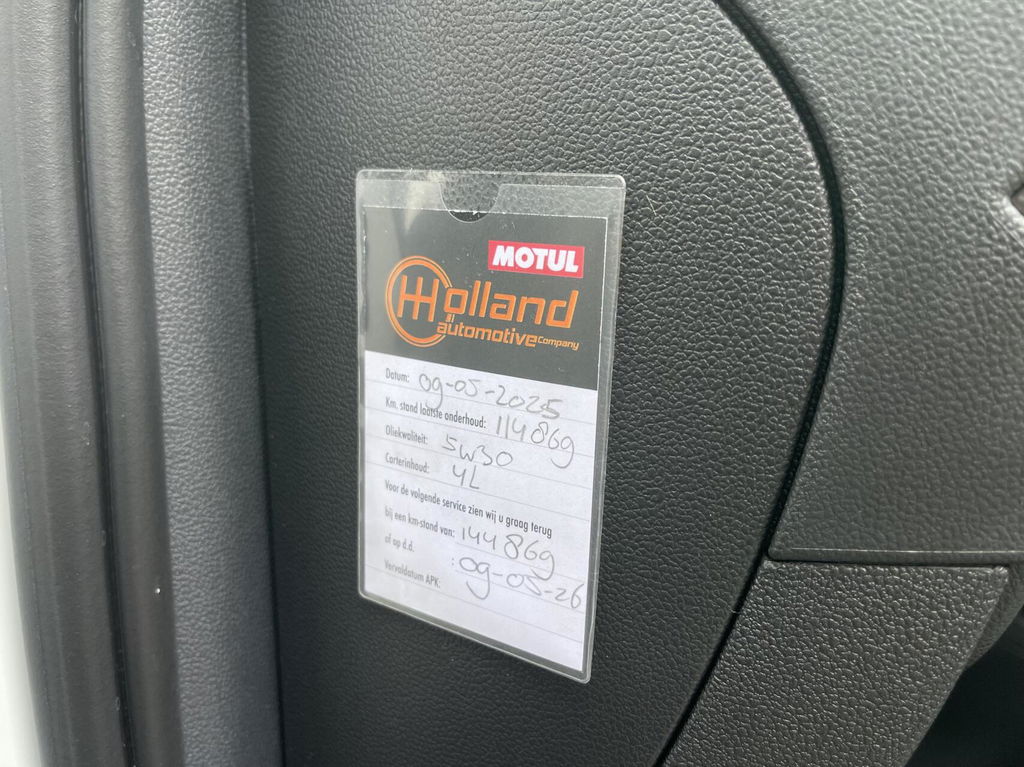 MOTUL
Holland
automotive Company
Datum: 09-05-2025
Km. stand laatste onderhoud: 114869
Oliekwaliteit: 5W30
Carterinhoud: 4L
Voor de volgende service zien wij u graag terug
bij een km-stand van: 144869
of op d.d. : 09-05-26
Vervaldatum APK: